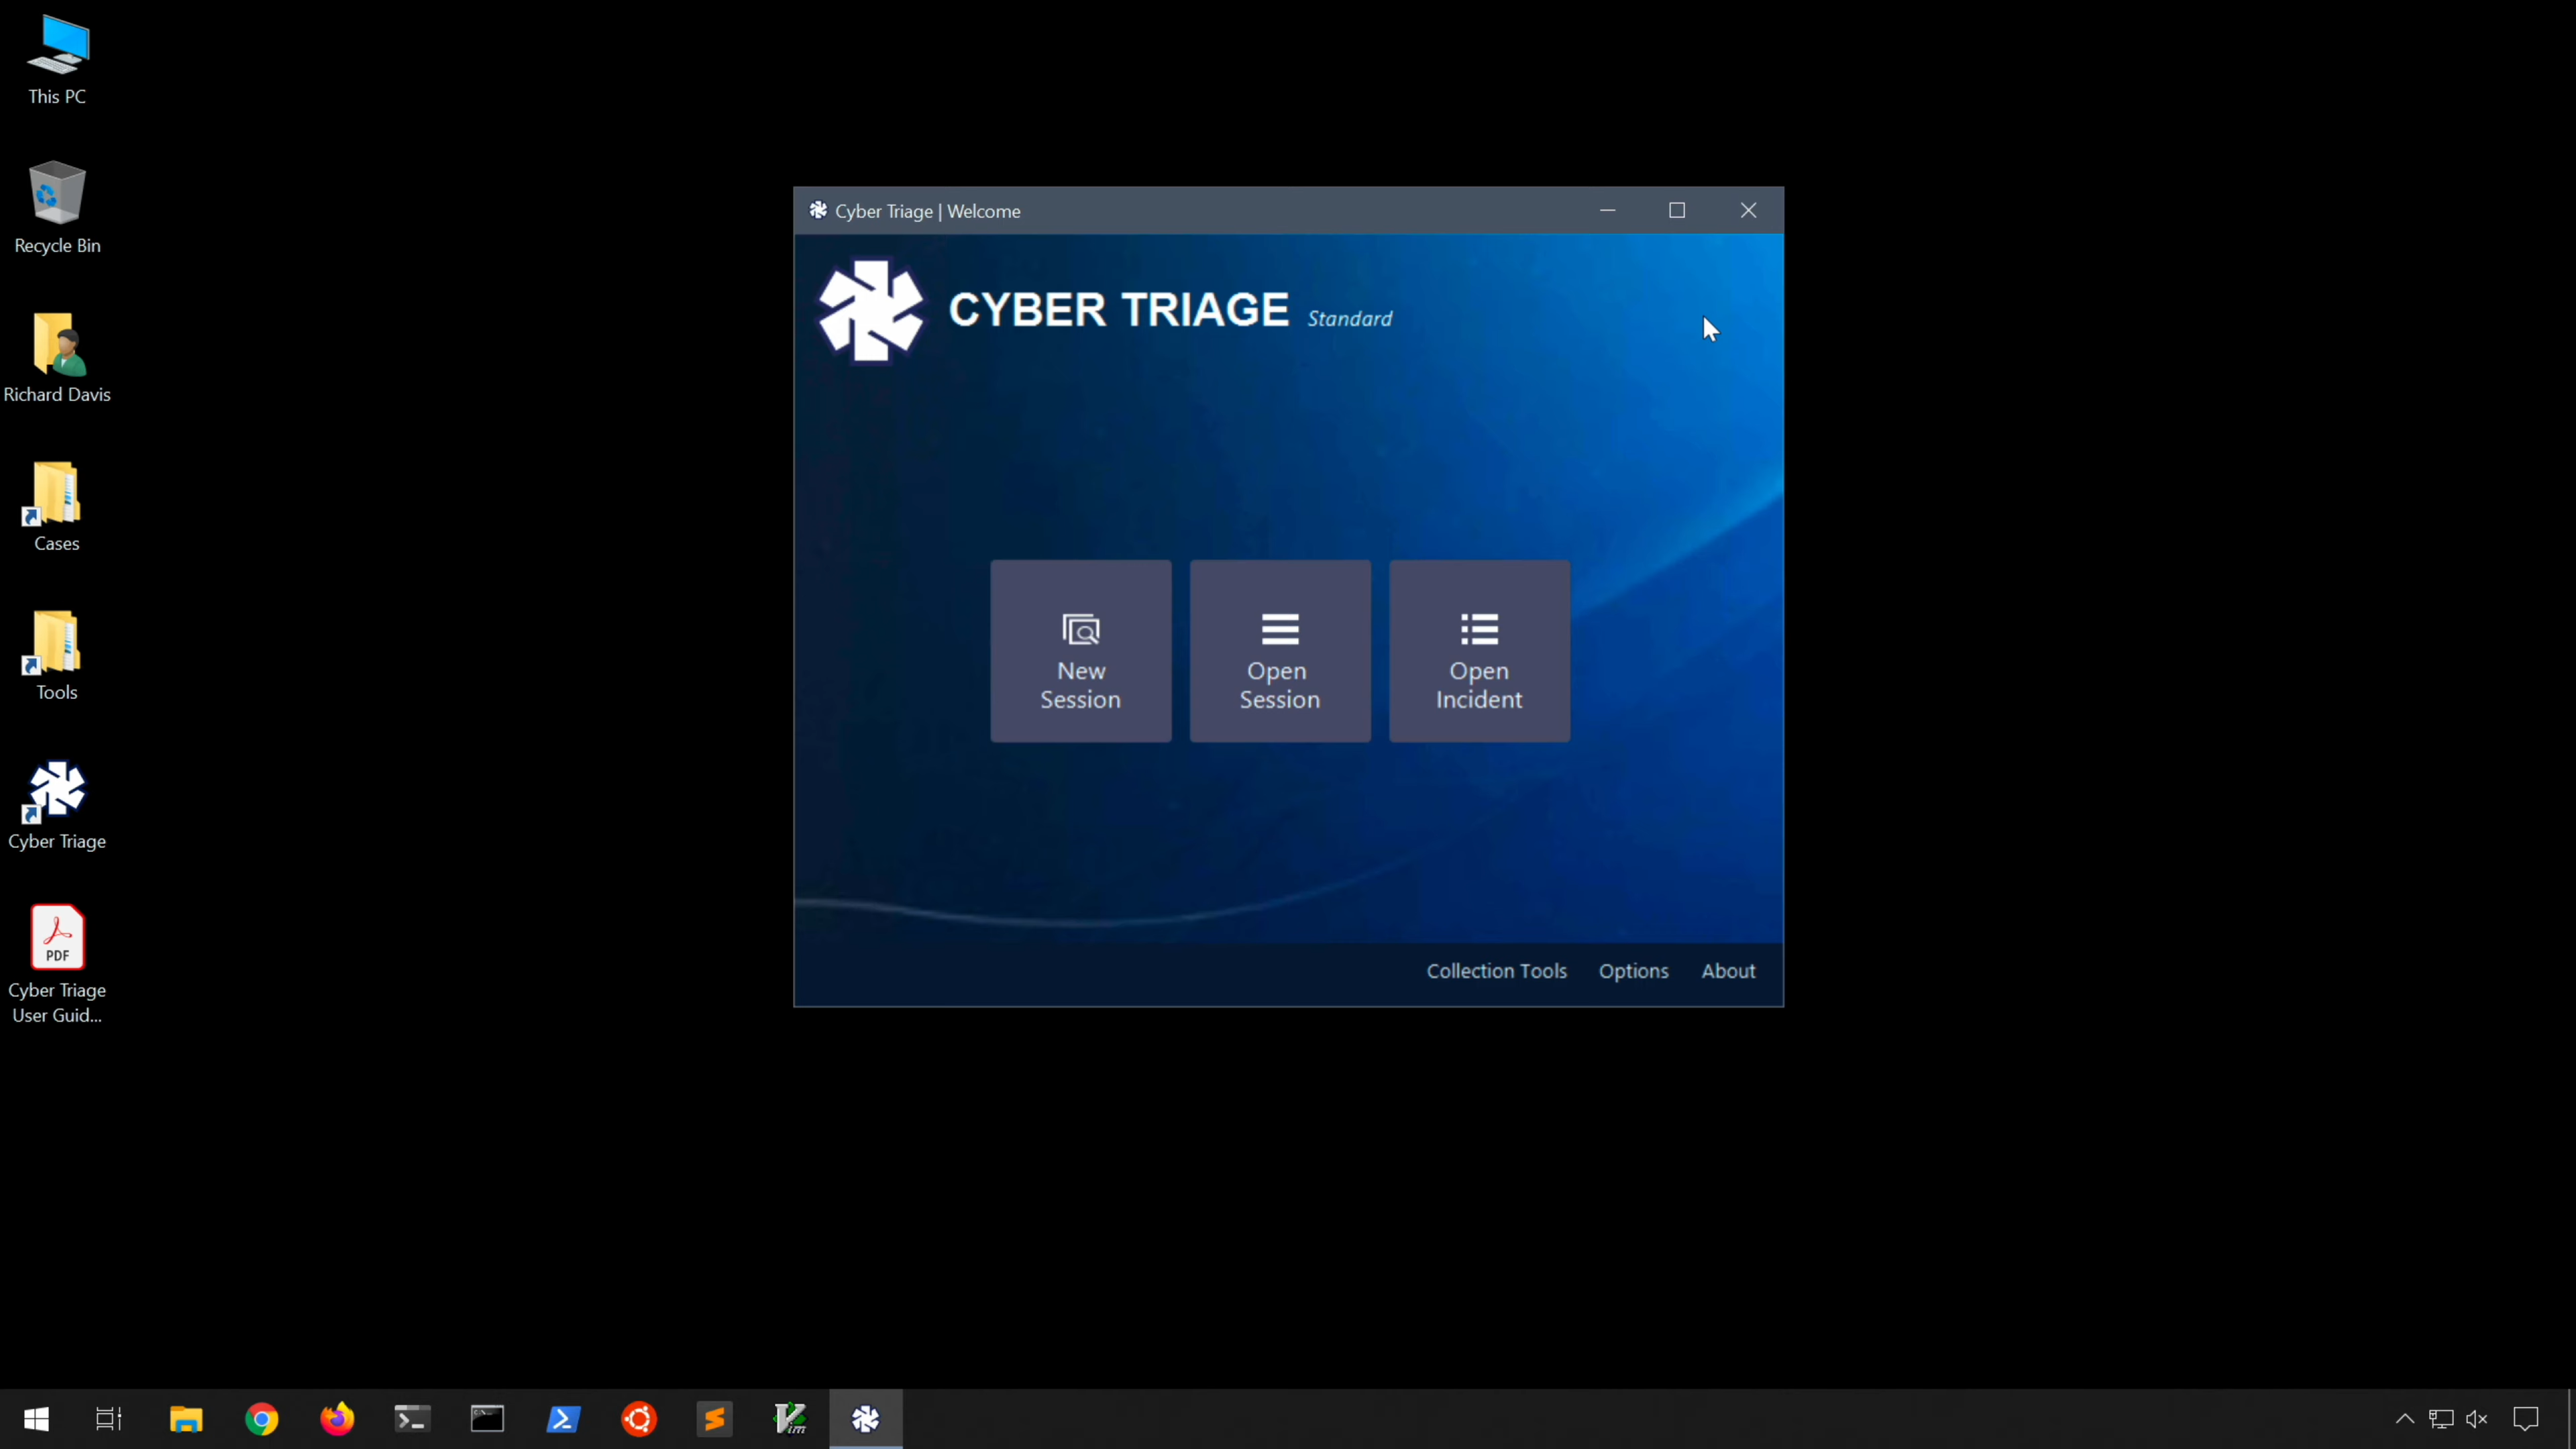 This PC
Recycle Bin
Richard Davis
Cases
Tools
Cyber Triage
PDF
Cyber Triage
User Guid...
Cyber Triage | Welcome
CYBER TRIAGE Standard
New
Session
Open
Session
Open
Incident
Collection Tools Options About